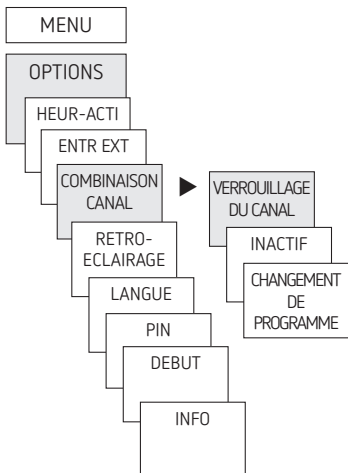 MENU
OPTIONS
HEUR-ACTI
ENTR EXT
COMBINAISON
CANAL
RETRO-
ECLAIRAGE
LANGUE
PIN
DEBUT
INFO
VERROUILLAGE
DU CANAL
INACTIF
CHANGEMENT
DE
PROGRAMME